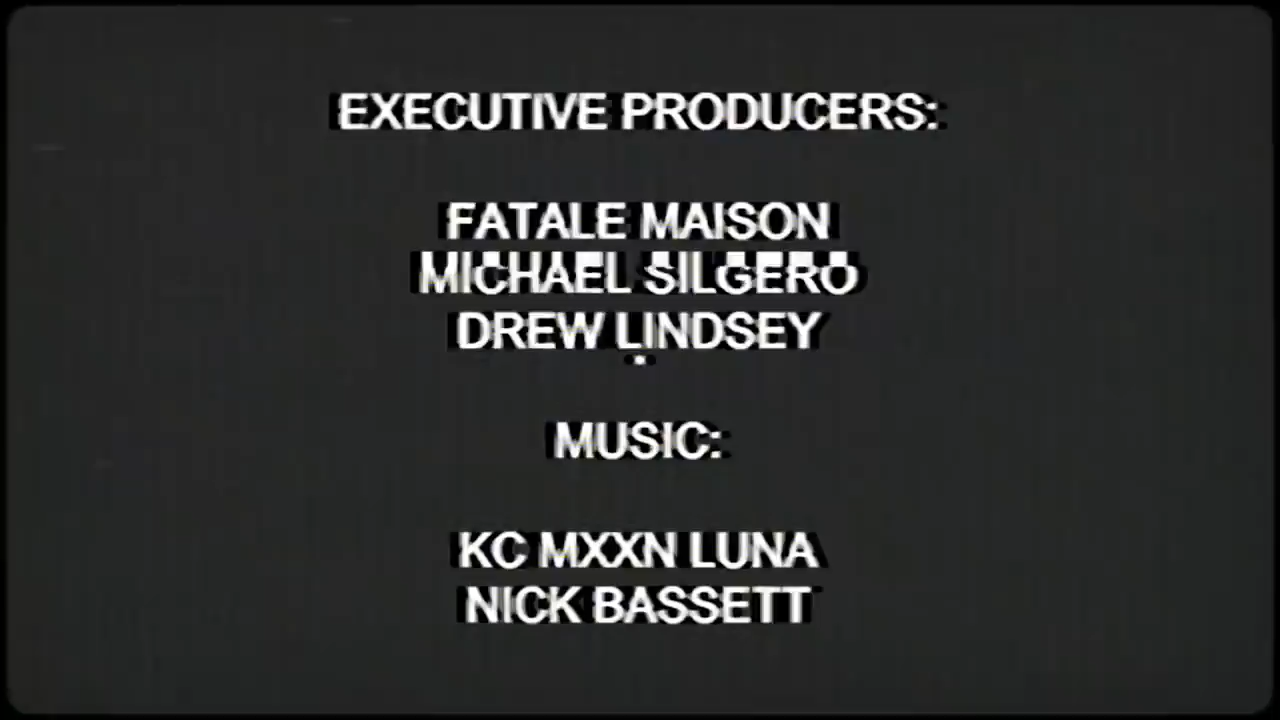 EXECUTIVE PRODUCERS:
FATALE MAISON
MICHAEL SILGERO
DREW LINDSEY
MUSIC:
KC MXXN LUNA
NICK BASSETT